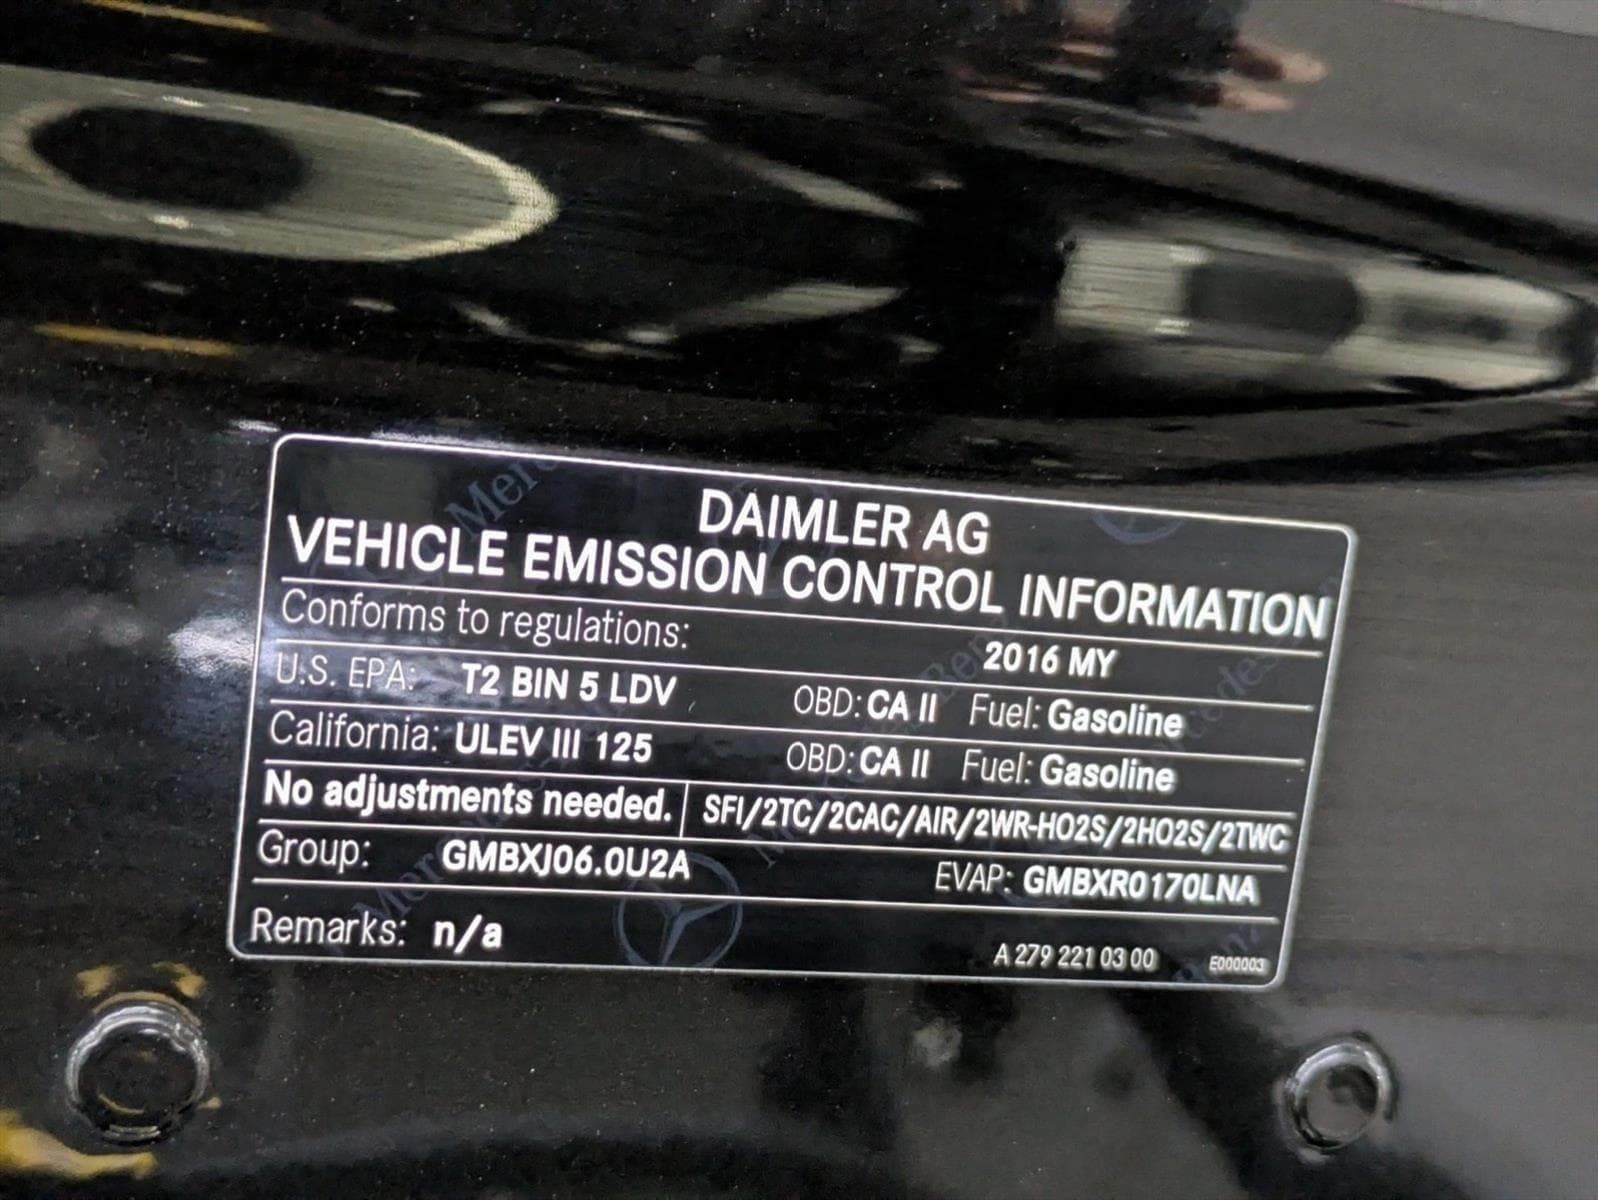 DAIMLER AG
VEHICLE EMISSION CONTROL INFORMATION
Conforms to regulations: 2016 MY
U.S. EPA: T2 BIN 5 LDV OBD: CA II Fuel: Gasoline
California: ULEV III 125 OBD: CA II Fuel: Gasoline
No adjustments needed. SFI/2TC/2CAC/AIR/2WR-HO2S/2HO2S/2TWC
Group: GMBXJ06.0U2A EVAP: GMBXR0170LNA
Remarks: n/a
A 279 221 03 00 E000003